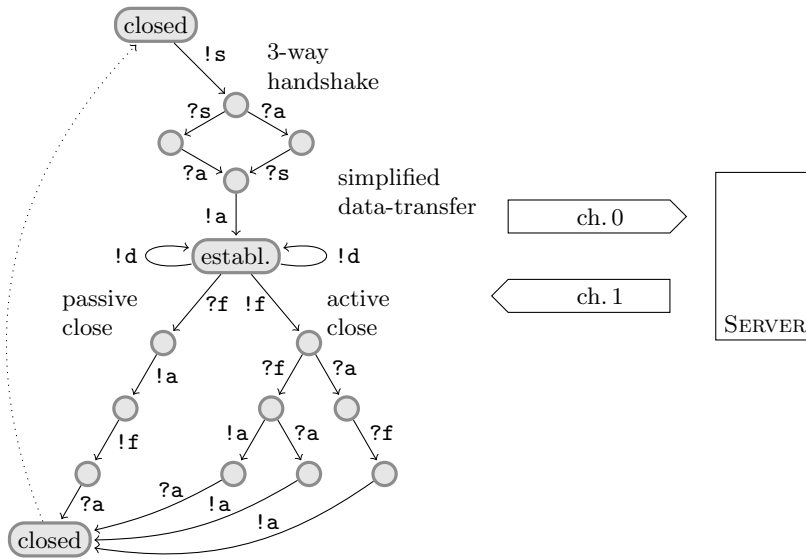 closed
!s
3-way
handshake
?s
?a
?a
?s
simplified
data-transfer
ch. 0
!a
!d
establ.
!d
ch. 1
passive
close
?f
!f
active
close
SERVER
!a
?f
?a
!f
!a
?a
?f
?a
?a
!a
!a
closed